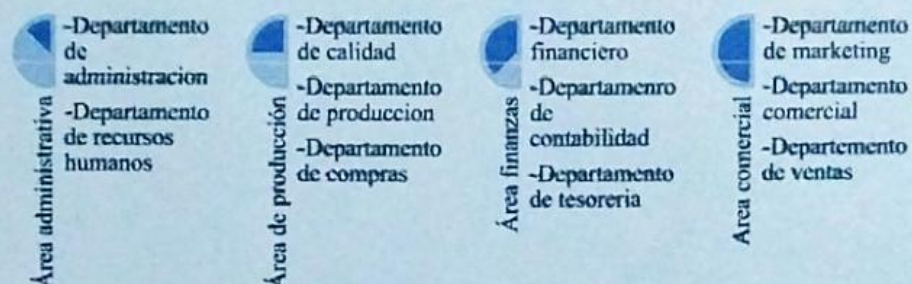 Área administrativa
-Departamento
de
administracion
-Departamento
de recursos
humanos
Área de producción
-Departamento
de calidad
-Departamento
de produccion
-Departamento
de compras
Área finanzas
-Departamento
financiero
-Departamenro
de
contabilidad
-Departamento
de tesoreria
Area comercial
-Departamento
de marketing
-Departamento
comercial
-Departemento
de ventas